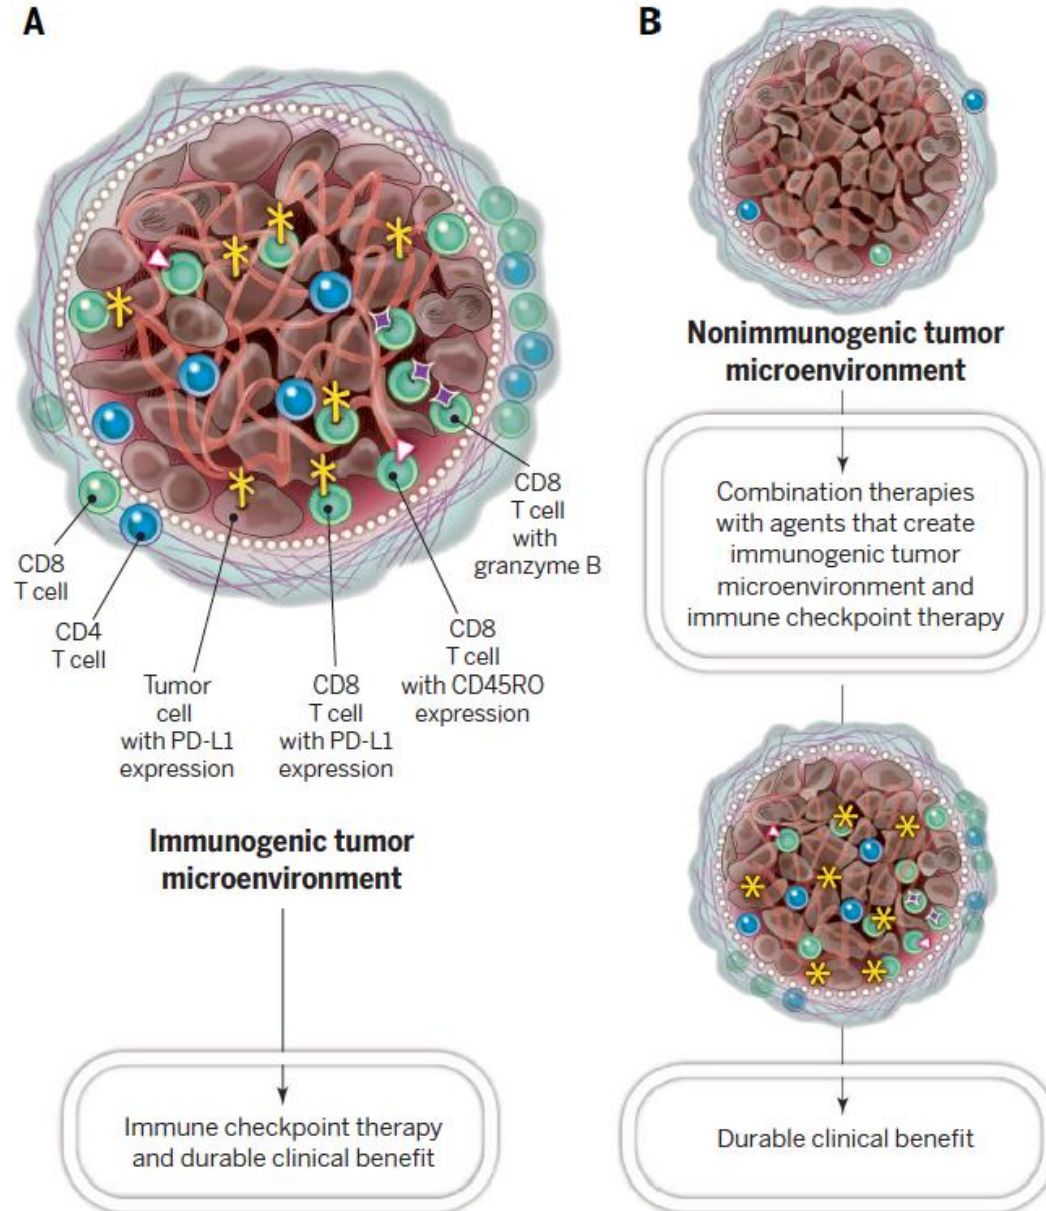 A
CD8
T cell
CD4
T cell
Tumor
cell
with PD-L1
expression
CD8
T cell
with PD-L1
expression
CD8
T cell
with CD45RO
expression
CD8
T cell
with
granzyme B
Immunogenic tumor
microenvironment
Immune checkpoint therapy
and durable clinical benefit
B
Nonimmunogenic tumor
microenvironment
Combination therapies
with agents that create
immunogenic tumor
microenvironment and
immune checkpoint therapy
Durable clinical benefit